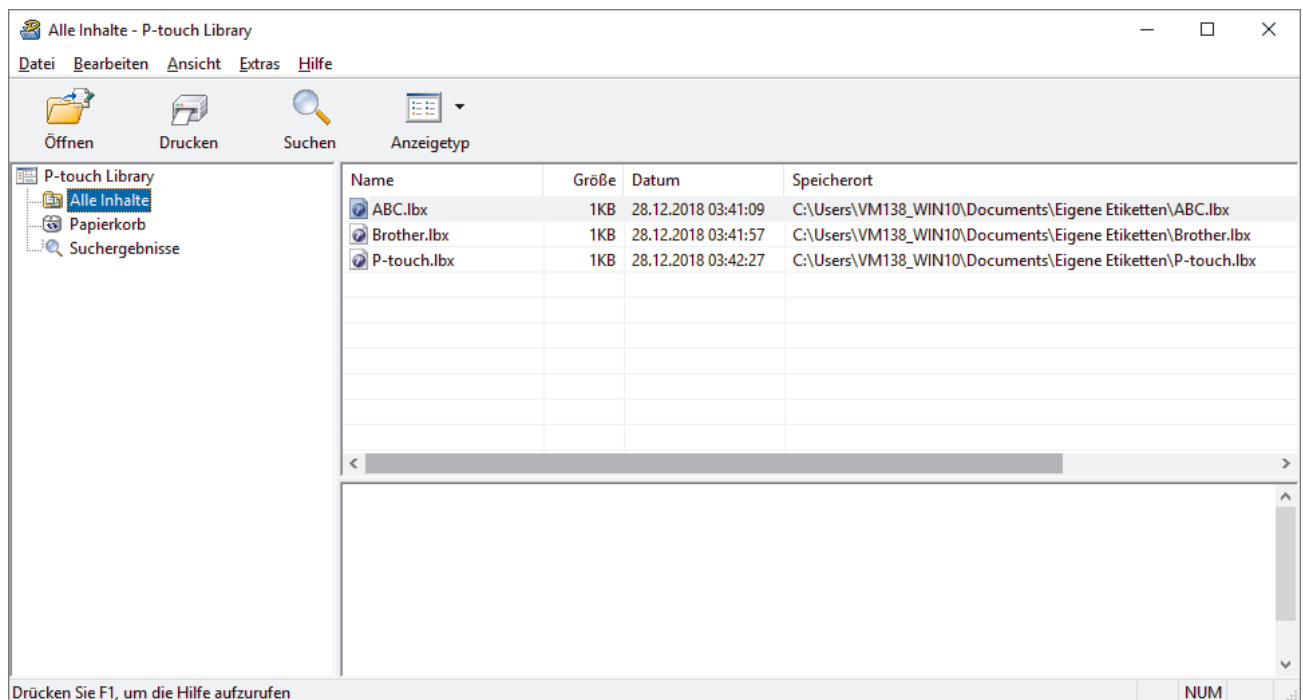 Alle Inhalte - P-touch Library
Datei Bearbeiten Ansicht Extras Hilfe
Öffnen Drucken Suchen Anzeigetyp
P-touch Library
Alle Inhalte
Papierkorb
Suchergebnisse
Name Größe Datum Speicherort
ABC.lbx 1KB 28.12.2018 03:41:09 C:\Users\VM138_WIN10\Documents\Eigene Etiketten\ABC.lbx
Brother.lbx 1KB 28.12.2018 03:41:57 C:\Users\VM138_WIN10\Documents\Eigene Etiketten\Brother.lbx
P-touch.lbx 1KB 28.12.2018 03:42:27 C:\Users\VM138_WIN10\Documents\Eigene Etiketten\P-touch.lbx
Drücken Sie F1, um die Hilfe aufzurufen NUM